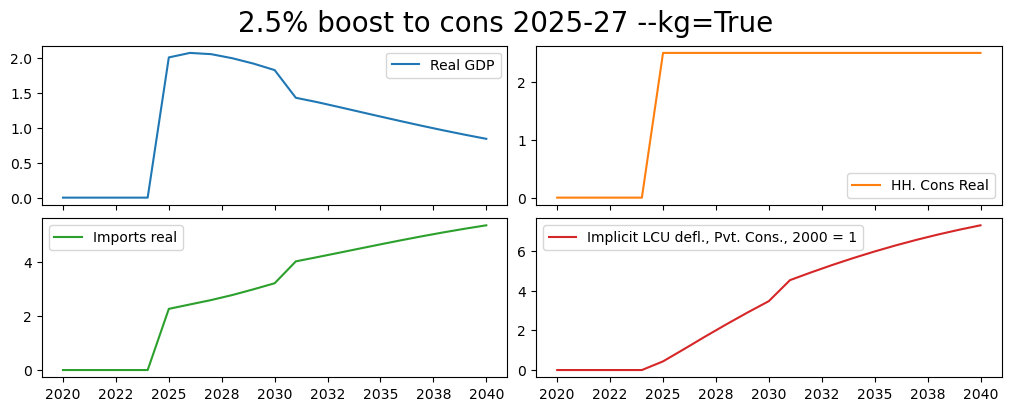 2.5% boost to cons 2025-27 --kg=True
2.0
1.5
1.0
0.5
0.0
Real GDP
2
1
0
HH. Cons Real
4
2
0
Imports real
2020 2022 2025 2028 2030 2032 2035 2038 2040
6
4
2
0
Implicit LCU defl., Pvt. Cons., 2000 = 1
2020 2022 2025 2028 2030 2032 2035 2038 2040